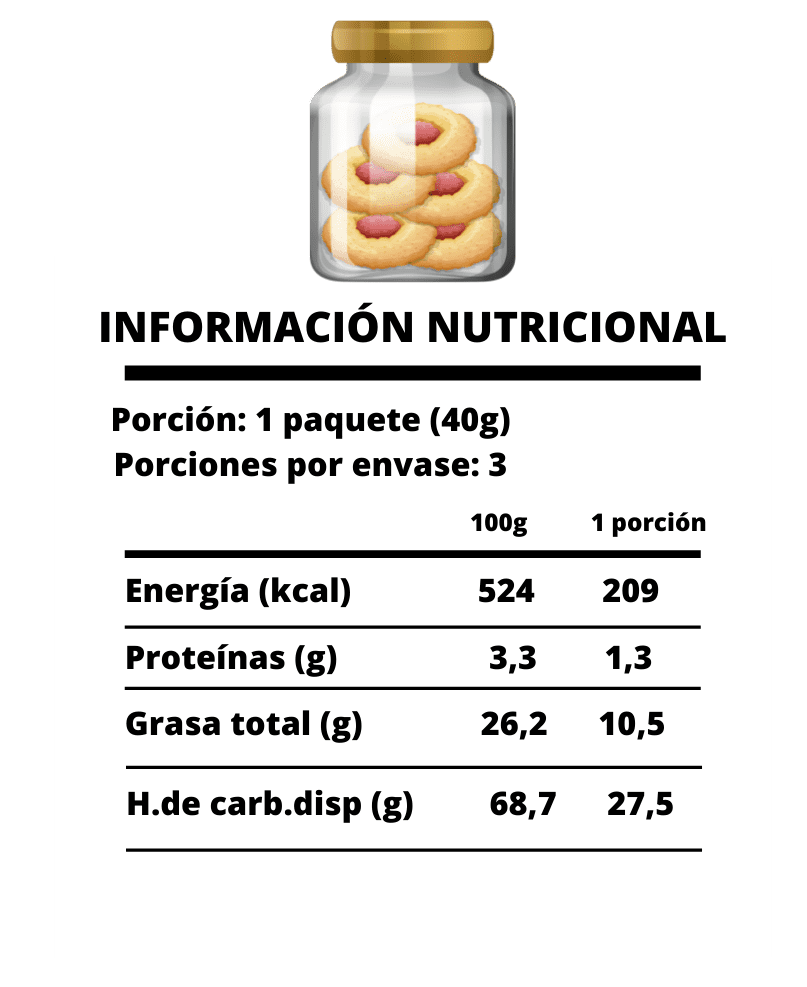 INFORMACIÓN NUTRICIONAL
Porción: 1 paquete (40g)
Porciones por envase: 3
100g 1 porción
Energía (kcal) 524 209
Proteínas (g) 3,3 1,3
Grasa total (g) 26,2 10,5
H.de carb.disp (g) 68,7 27,5